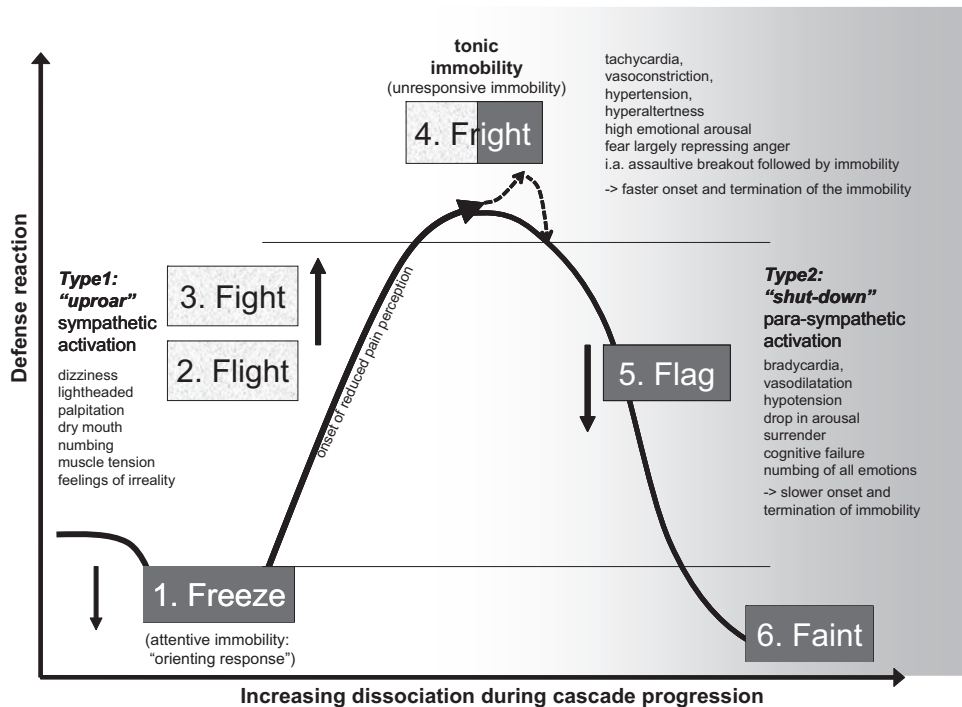 tonic
immobility
(unresponsive immobility)
4. Fright
tachycardia,
vasoconstriction,
hypertension,
hyperaltertness
high emotional arousal
fear largely repressing anger
i.a. assaultive breakout followed by immobility
-> faster onset and termination of the immobility
Defense reaction
Type1:
“uproar”
sympathetic
activation
dizziness
lightheaded
palpitation
dry mouth
numbing
muscle tension
feelings of irreality
3. Fight
2. Flight
onset of reduced pain perception
5. Flag
Type2:
“shut-down”
para-sympathetic
activation
bradycardia,
vasodilatation
hypotension
drop in arousal
surrender
cognitive failure
numbing of all emotions
-> slower onset and
termination of immobility
1. Freeze
(attentive immobility:
“orienting response”)
6. Faint
Increasing dissociation during cascade progression